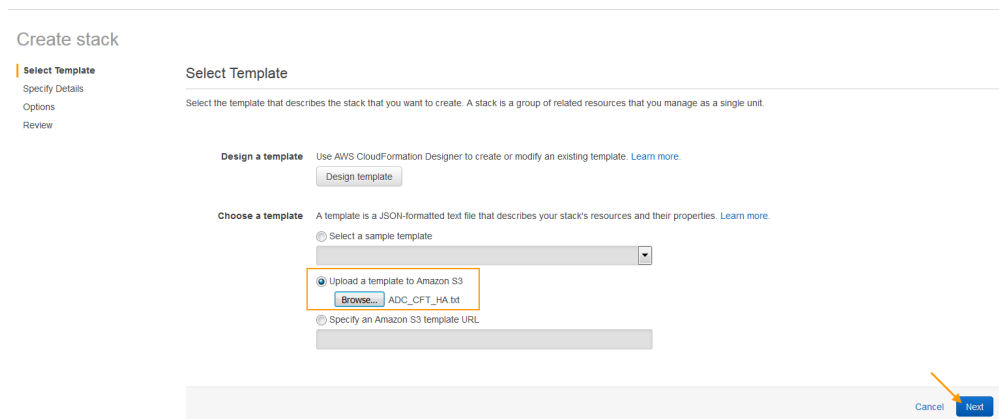 Create stack
Select Template
Specify Details
Options
Review
Select Template
Select the template that describes the stack that you want to create. A stack is a group of related resources that you manage as a single unit.
Design a template Use AWS CloudFormation Designer to create or modify an existing template. Learn more.
Design template
Choose a template A template is a JSON-formatted text file that describes your stack's resources and their properties. Learn more.
Select a sample template
Upload a template to Amazon S3
Browse... ADC_CFT_HA.txt
Specify an Amazon S3 template URL
Cancel Next